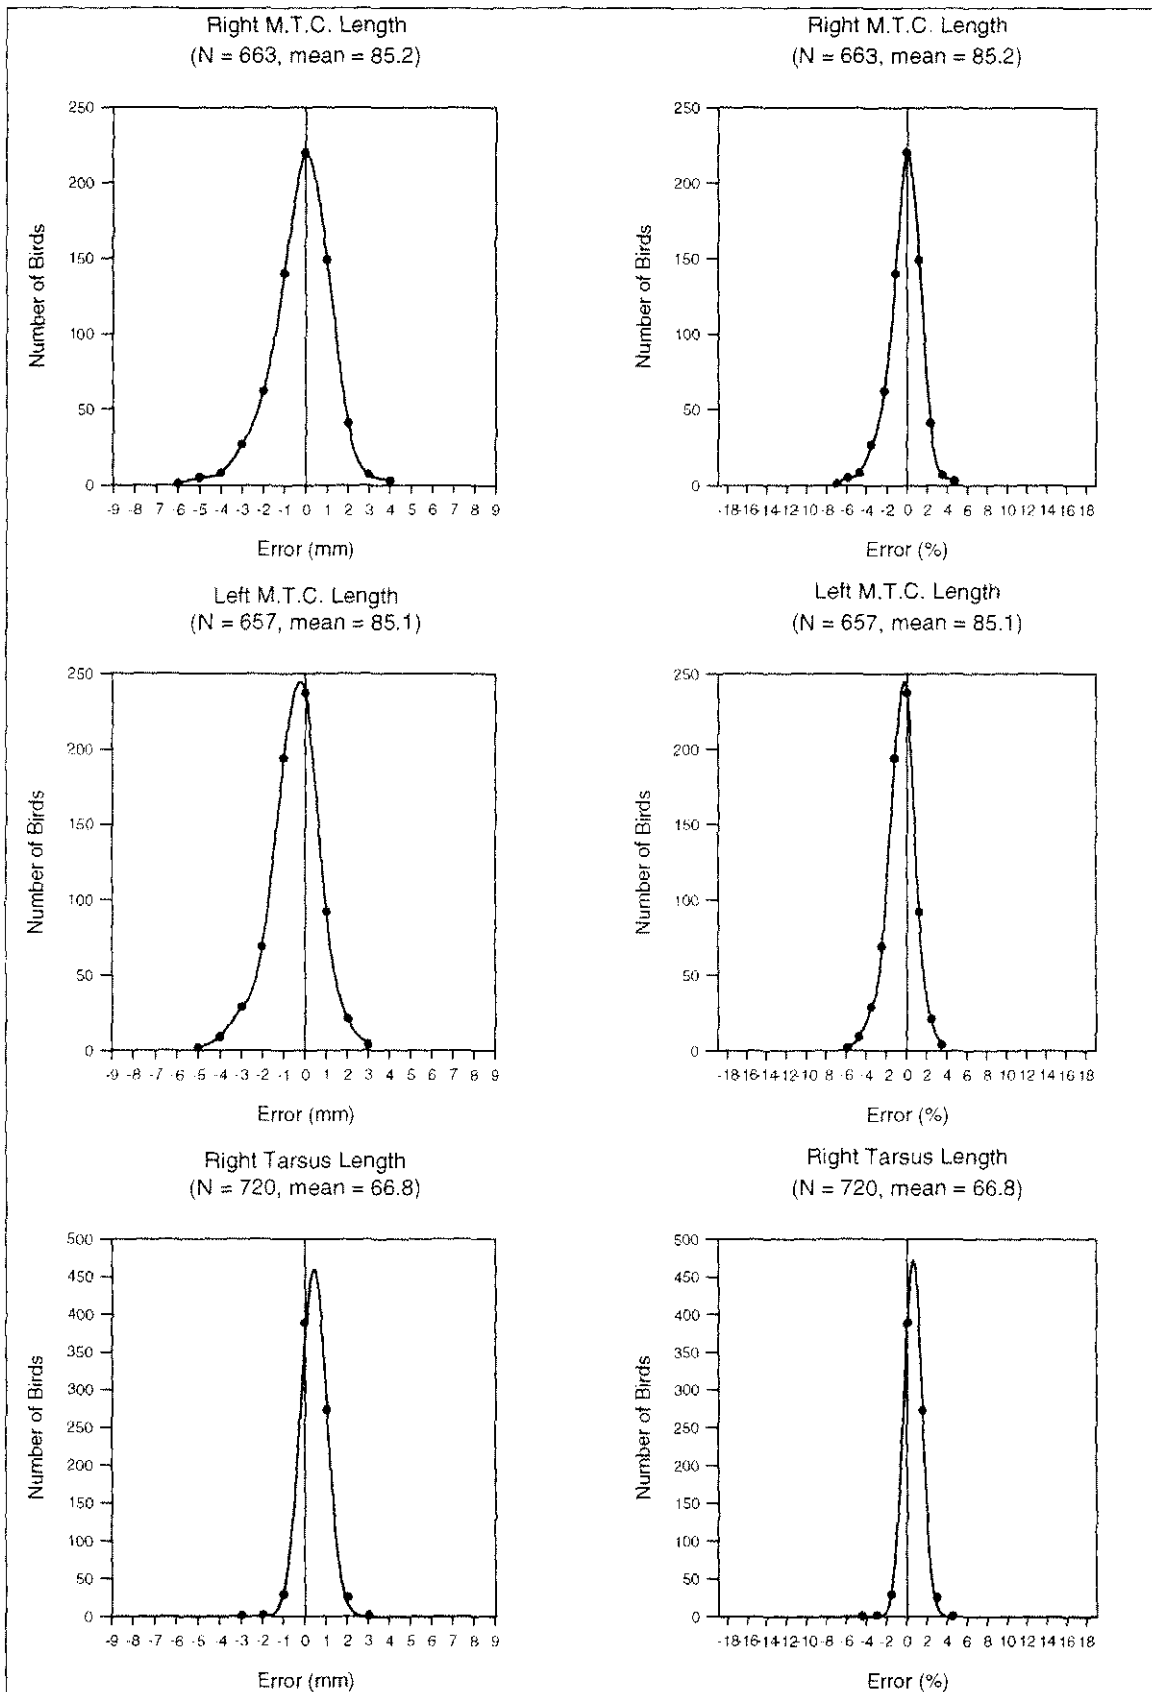 Right M.T.C. Length
(N = 663, mean = 85.2)
250
200
150
100
50
0
Number of Birds
-9 -8 7 -6 -5 -4 -3 -2 -1 0 1 2 3 4 5 6 7 8 9
Error (mm)
Right M.T.C. Length
(N = 663, mean = 85.2)
250
200
150
100
50
0
Number of Birds
-18-16-14-12-10 8 -6 -4 -2 0 2 4 6 8 10 12 14 16 18
Error (%)
Left M.T.C. Length
(N = 657, mean = 85.1)
250
200
150
100
50
0
Number of Birds
-9 -8 -7 -6 -5 -4 -3 -2 -1 0 1 2 3 4 5 6 7 8 9
Error (mm)
Left M.T.C. Length
(N = 657, mean = 85.1)
250
200
150
100
50
0
Number of Birds
-18-16-14-12-10 8 -6 -4 -2 0 2 4 6 8 10 12 14 16 18
Error (%)
Right Tarsus Length
(N = 720, mean = 66.8)
500
450
400
350
300
250
200
150
100
50
0
Number of Birds
-9 -8 -7 -6 -5 -4 -3 -2 -1 0 1 2 3 4 5 6 7 8 9
Error (mm)
Right Tarsus Length
(N = 720, mean = 66.8)
500
450
400
350
300
250
200
150
100
50
0
Number of Birds
-18-16-14-12-10 -8 -6 -4 -2 0 2 4 6 8 10 12 14 16 18
Error (%)